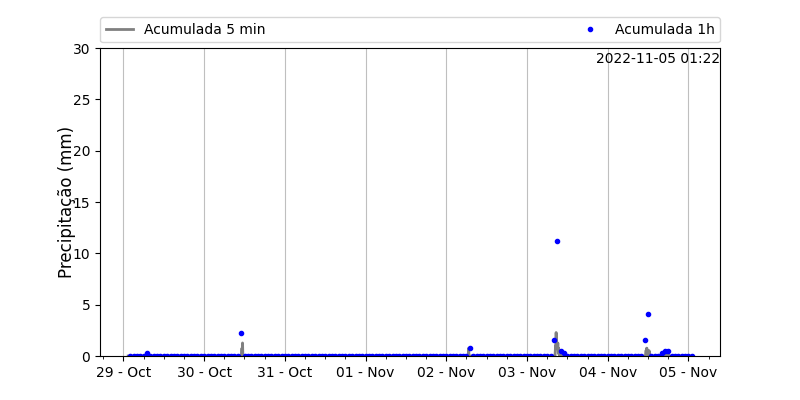 Acumulada 5 min
Acumulada 1h
2022-11-05 01:22
Precipitação (mm)
30
25
20
15
10
5
0
29 - Oct
30 - Oct
31 - Oct
01 - Nov
02 - Nov
03 - Nov
04 - Nov
05 - Nov